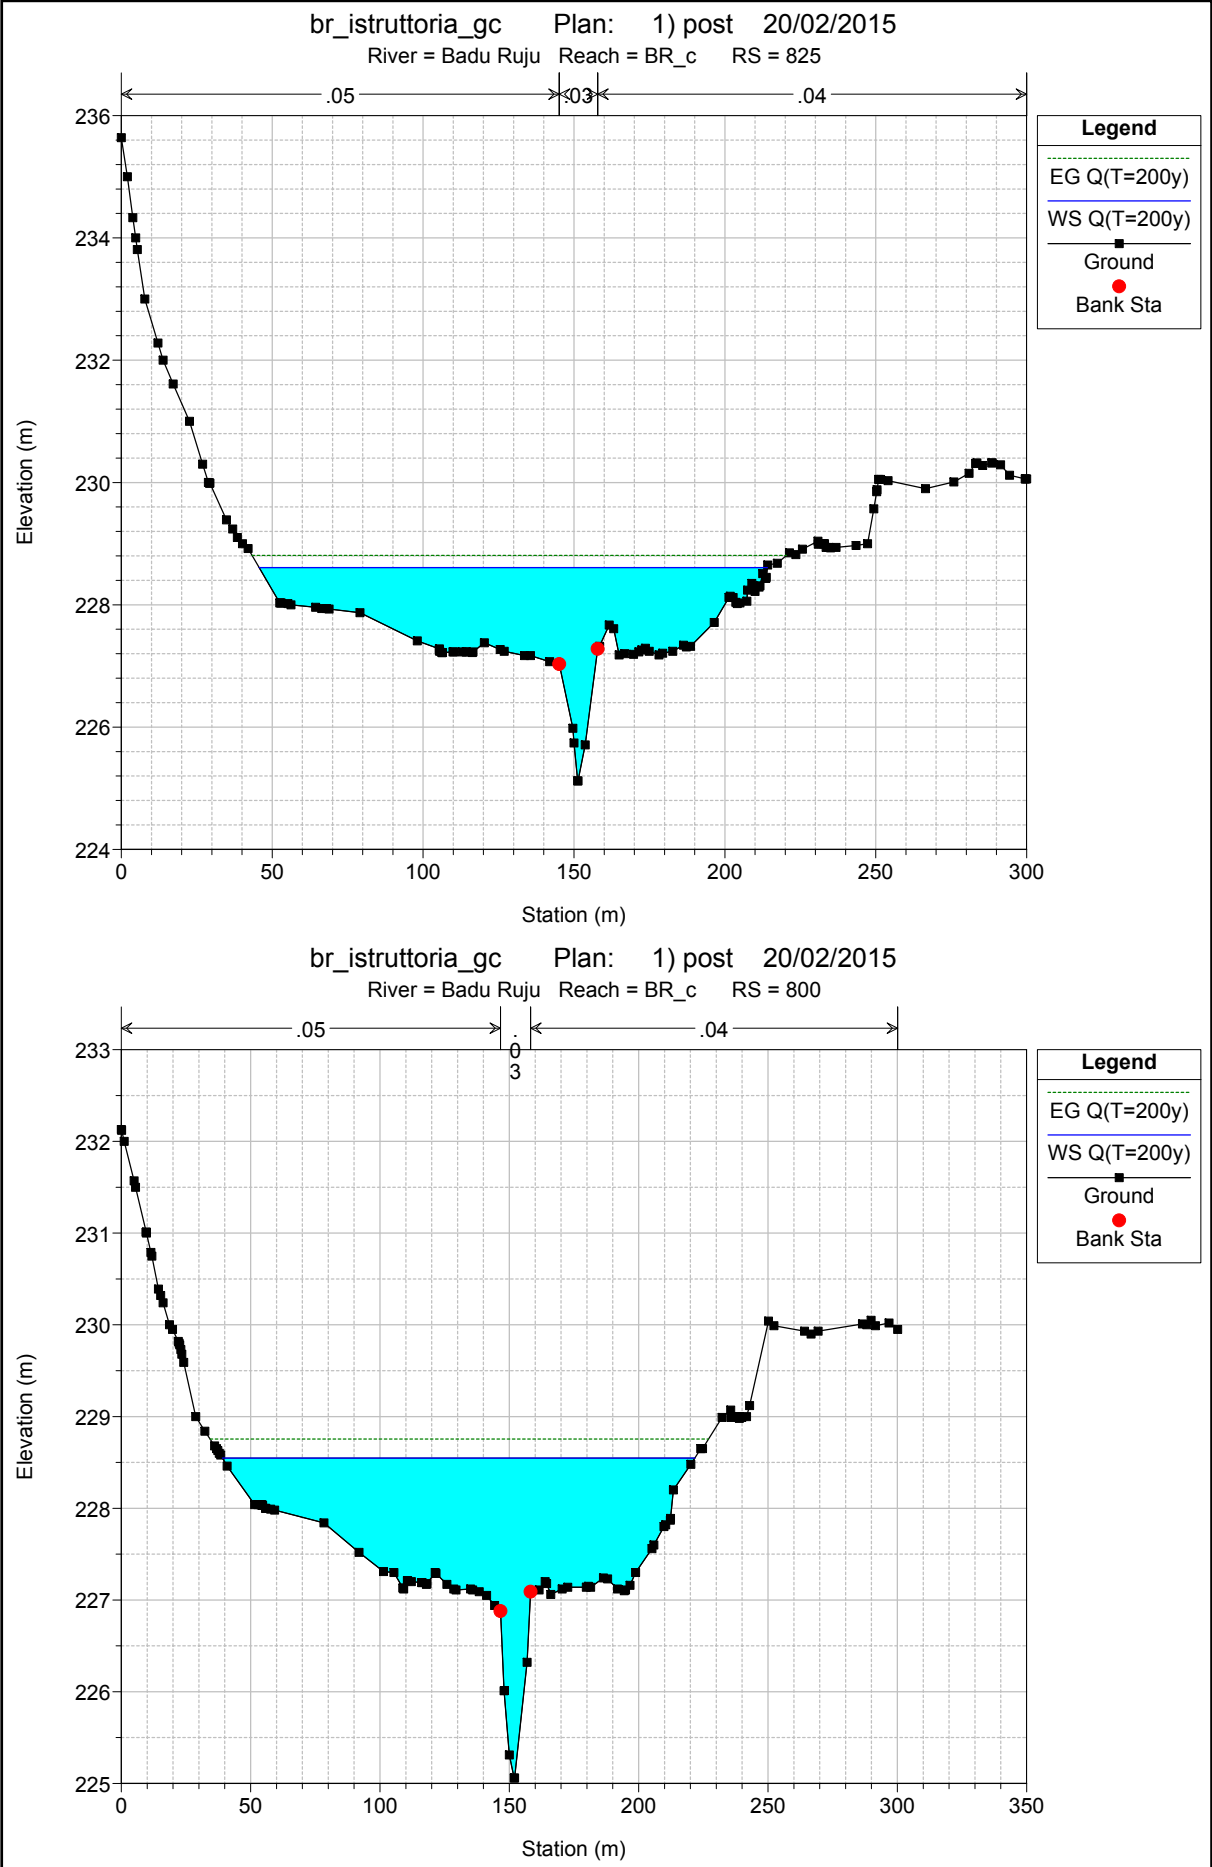 br_istruttoria_gc Plan: 1) post 20/02/2015
River = Badu Ruju Reach = BR_c RS = 825
.05 .03 .04
236
234
232
230
228
226
224
0 50 100 150 200 250 300
Elevation (m)
Station (m)
Legend
EG Q(T=200y)
WS Q(T=200y)
Ground
Bank Sta
br_istruttoria_gc Plan: 1) post 20/02/2015
River = Badu Ruju Reach = BR_c RS = 800
.05 .03 .04
233
232
231
230
229
228
227
226
225
0 50 100 150 200 250 300 350
Elevation (m)
Station (m)
Legend
EG Q(T=200y)
WS Q(T=200y)
Ground
Bank Sta